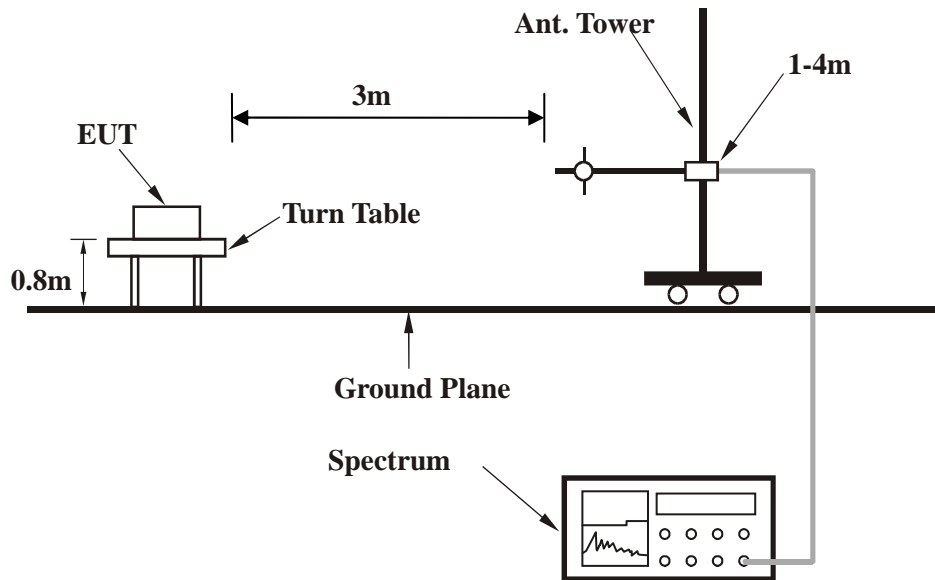 Ant. Tower
1-4m
3m
EUT
Turn Table
0.8m
Ground Plane
Spectrum